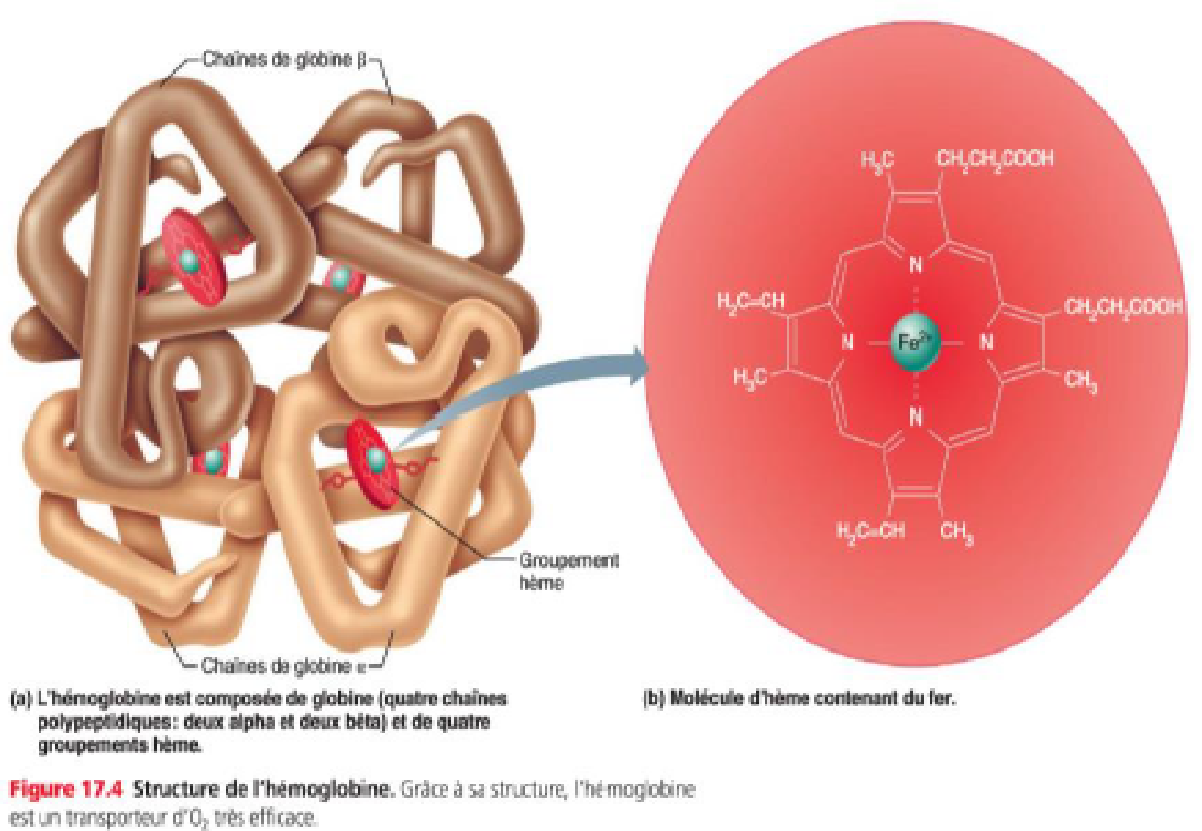 Chaînes de globine β
Groupement
hème
Chaînes de globine α
(a) L'hémoglobine est composée de globine (quatre chaînes
polypeptidiques: deux alpha et deux bêta) et de quatre
groupements hème.
H₃C
CH₂CH₂COOH
N
H₂C=CH
CH₂CH₂COOH
N
Fe²⁺
N
H₃C
CH₃
N
H₂C=CH
CH₃
(b) Molécule d'hème contenant du fer.
Figure 17.4 Structure de l'hémoglobine. Grâce à sa structure, l'hémoglobine
est un transporteur d'O₂ très efficace.